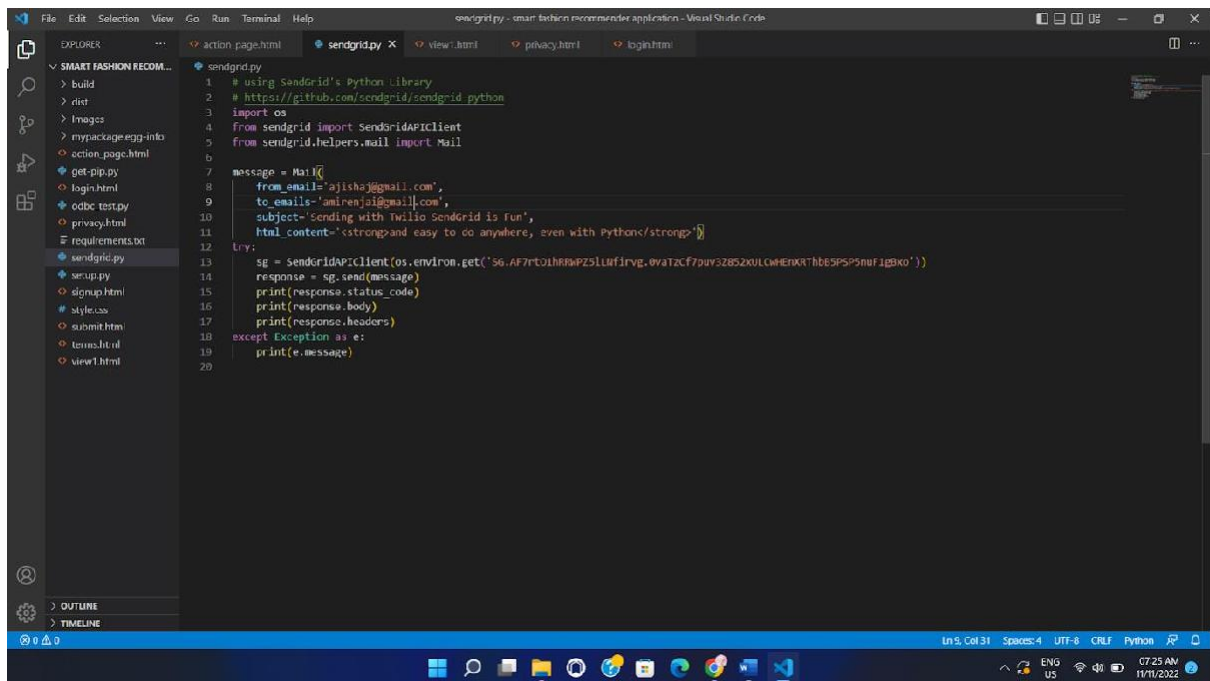 File Edit Selection View Go Run Terminal Help
sendgrid.py - smart fashion recommender application - Visual Studio Code
EXPLORER ...
action page.html
sendgrid.py
view1.html
privacy.html
login.html
SMART FASHION RECOM...
build
dist
Images
mypackage.egg-info
action_page.html
get-pip.py
login.html
odbc test.py
privacy.html
requirements.txt
sendgrid.py
setup.py
signup.html
style.css
submit.html
terms.html
view1.html
OUTLINE
TIMELINE
sendgrid.py
1 # using SendGrid's Python Library
2 # https://github.com/sendgrid/sendgrid-python
3 import os
4 from sendgrid import SendGridAPIClient
5 from sendgrid.helpers.mail import Mail
6
7 message = Mail(
8 from_email='ajishaj@gmail.com',
9 to_emails='amirenjai@gmail.com',
10 subject='Sending with Twilio SendGrid is Fun',
11 html_content='<strong>and easy to do anywhere, even with Python</strong>')
12 try:
13 sg = SendGridAPIClient(os.environ.get(' '))
14 response = sg.send(message)
15 print(response.status_code)
16 print(response.body)
17 print(response.headers)
18 except Exception as e:
19 print(e.message)
20
0 0
Ln 9, Col 31 Spaces: 4 UTF-8 CRLF Python
ENG
US
07:25 AM
11/11/2022
2